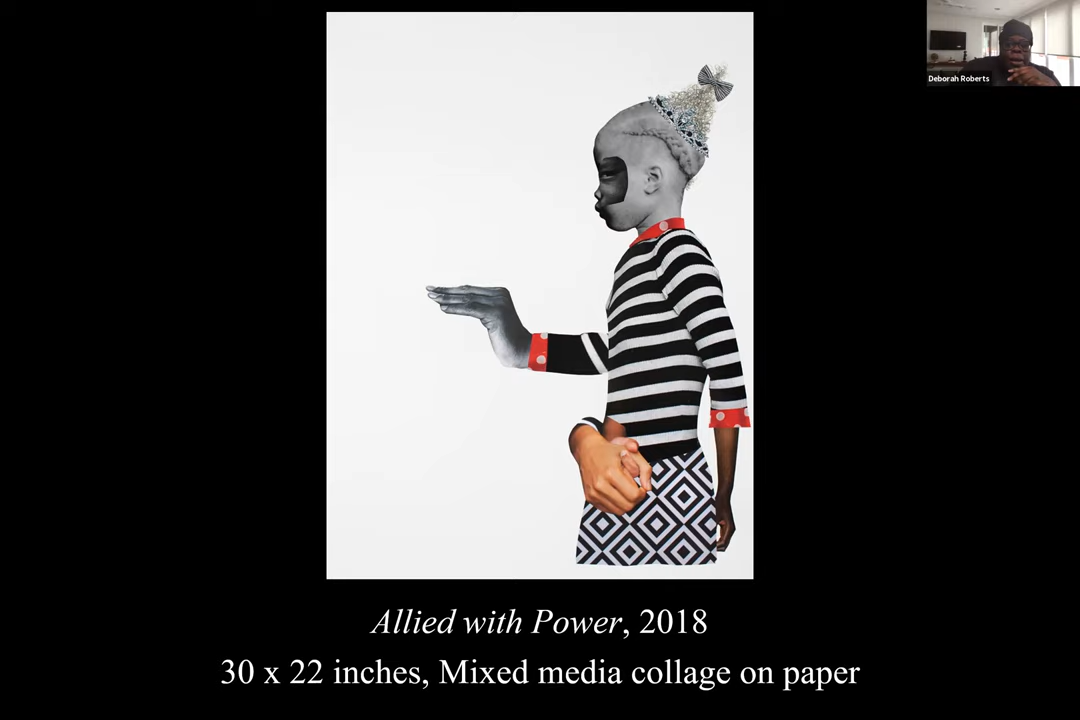 Deborah Roberts
Allied with Power, 2018
30 x 22 inches, Mixed media collage on paper